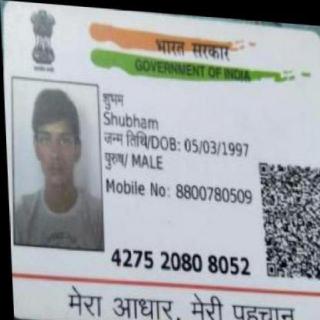 भारत सरकार
GOVERNMENT OF INDIA
शुभम
Shubham
जन्म तिथि/DOB: 05/03/1997
पुरुष/ MALE
Mobile No: 8800780509
4275 2080 8052
मेरा आधार, मेरी पहचान